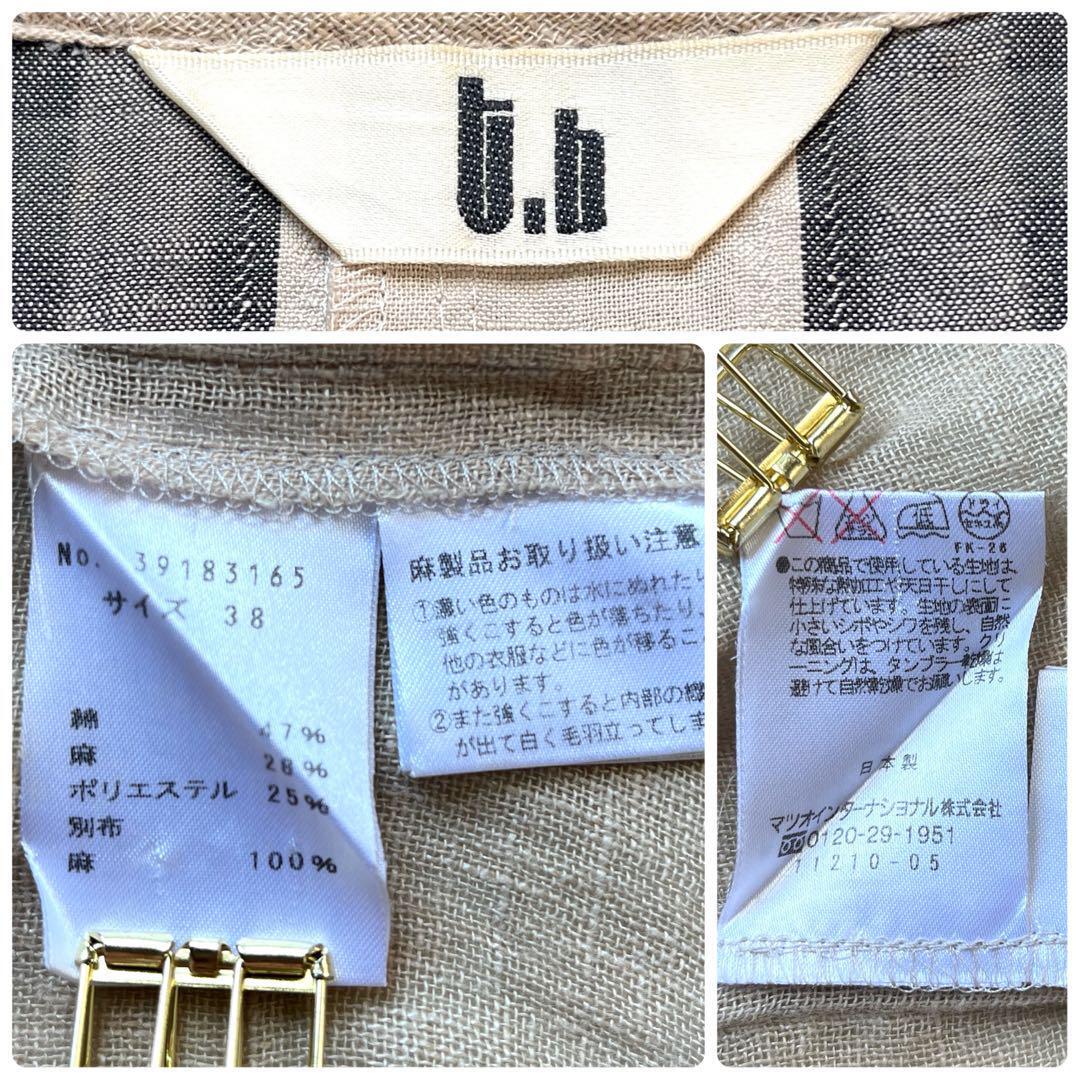 t.h
No. 39183165
サイズ 38
綿 47%
麻 28%
ポリエステル 25%
別布
麻 100%
麻製品お取り扱い注意
①濃い色のものは水にぬれたり
強くこすると色が落ちたり、
他の衣服などに色が移るこ
があります。
②また強くこすると内部の繊
が出て白く毛羽立ってしま
低
ドライ
セキユ系
FK-26
●この商品で使用している生地は、
特殊な熱加工や天日干しにして
仕上げています。生地の表面に
小さいシボやシワを残し、自然
な風合いをつけています。クリ
ーニングは、タンブラー乾燥は
避けて自然乾燥でお願いします。
日本製
マツオインターナショナル株式会社
0120-29-1951
11210-05